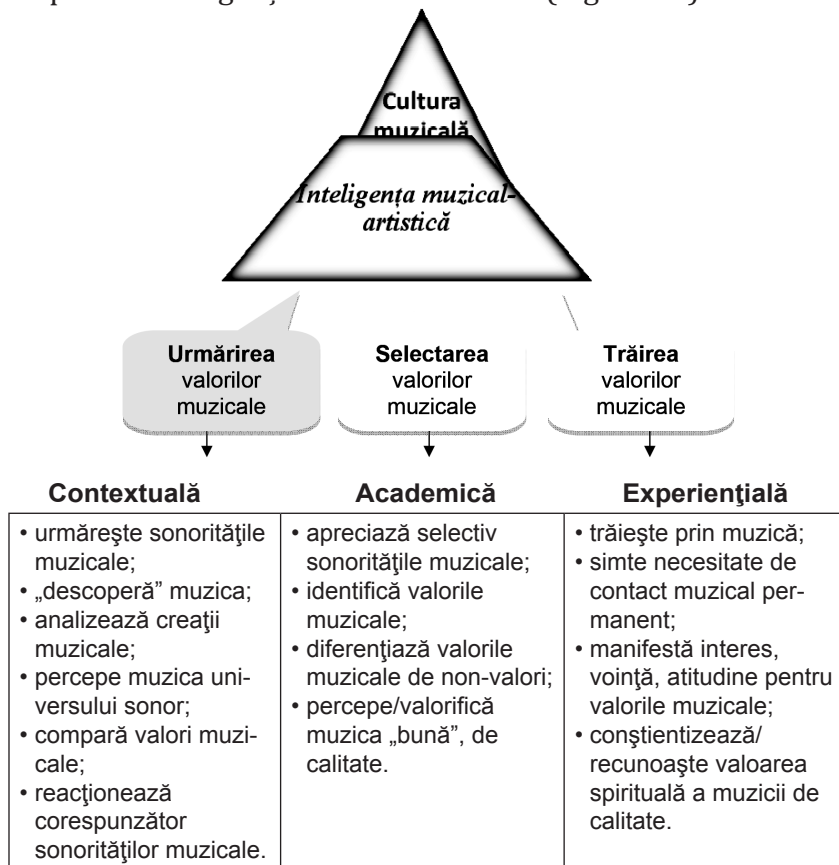 Cultura
muzicală
Inteligența muzical-
artistică
Urmărirea
valorilor
muzicale
Selectarea
valorilor
muzicale
Trăirea
valorilor
muzicale
Contextuală
Academică
Experienţială
• urmăreşte sonorităţile
muzicale;
• „descoperă” muzica;
• analizează creaţii
muzicale;
• percepe muzica uni-
versului sonor;
• compară valori muzi-
cale;
• reacţionează
corespunzător
sonorităţilor muzicale.
• apreciază selectiv
sonorităţile muzicale;
• identifică valorile
muzicale;
• diferenţiază valorile
muzicale de non-valori;
• percepe/valorifică
muzica „bună”, de
calitate.
• trăieşte prin muzică;
• simte necesitate de
contact muzical per-
manent;
• manifestă interes,
voinţă, atitudine pentru
valorile muzicale;
• conştientizează/
recunoaşte valoarea
spirituală a muzicii de
calitate.